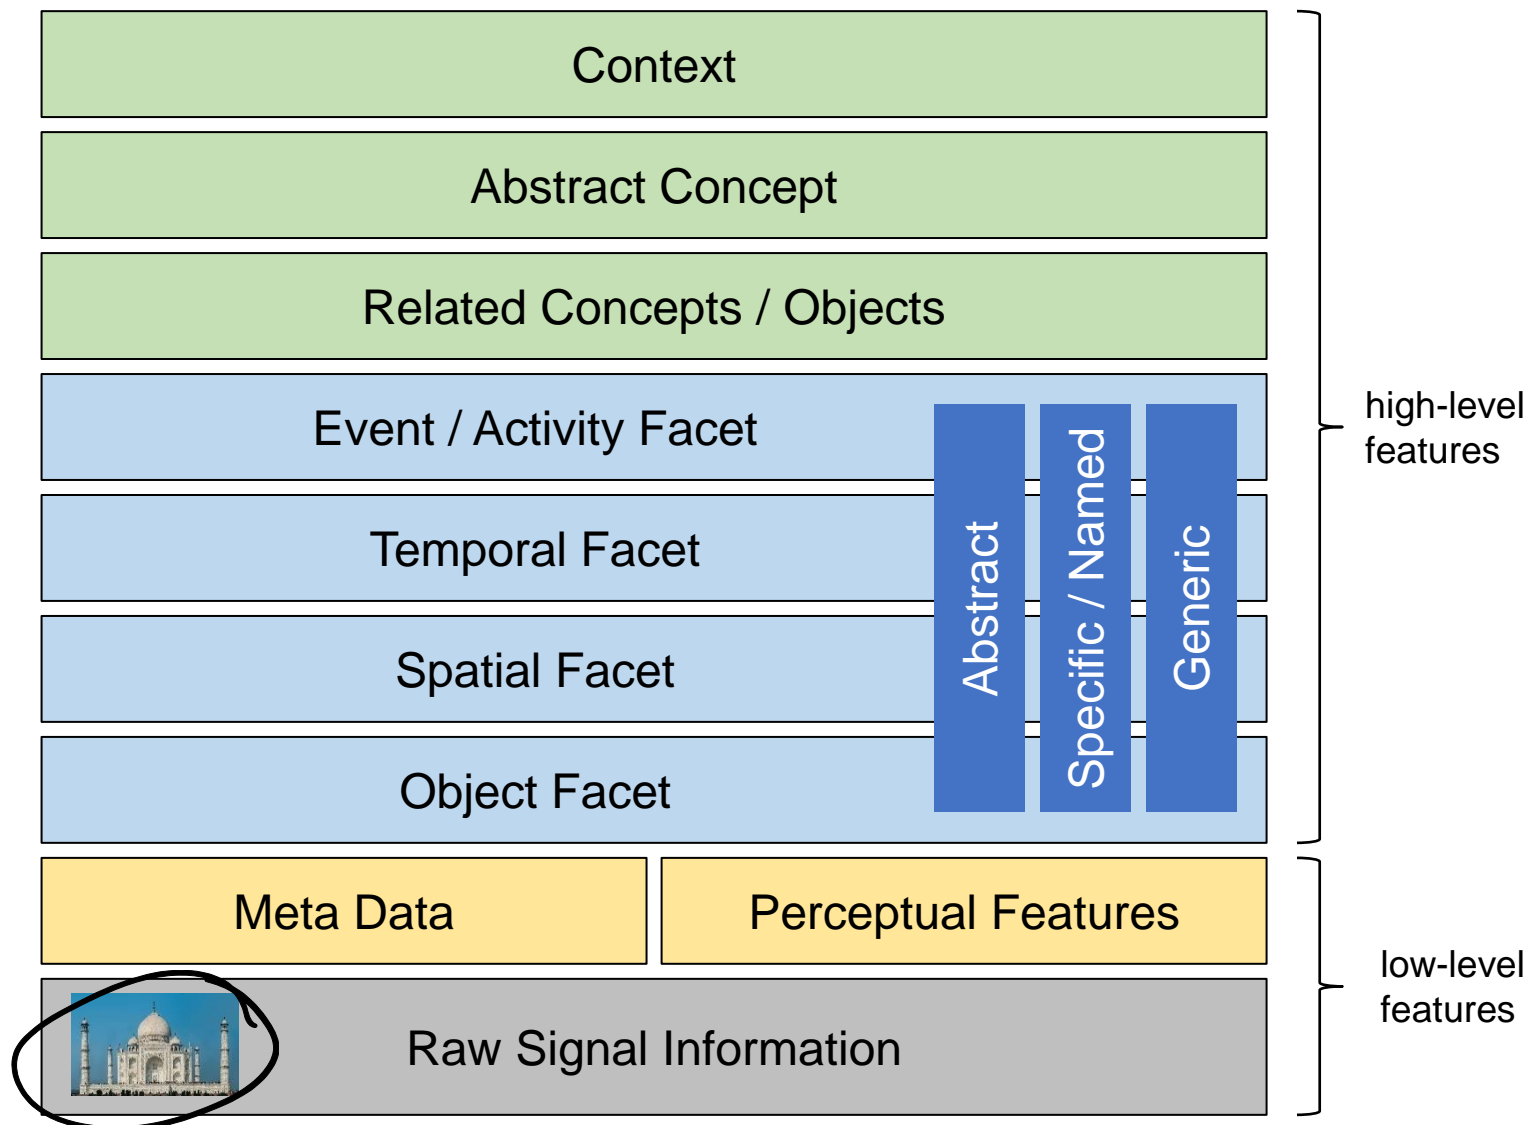 Context
Abstract Concept
Related Concepts / Objects
Event / Activity Facet
Temporal Facet
Spatial Facet
Object Facet
Abstract
Specific / Named
Generic
high-level
features
Meta Data
Perceptual Features
Raw Signal Information
low-level
features